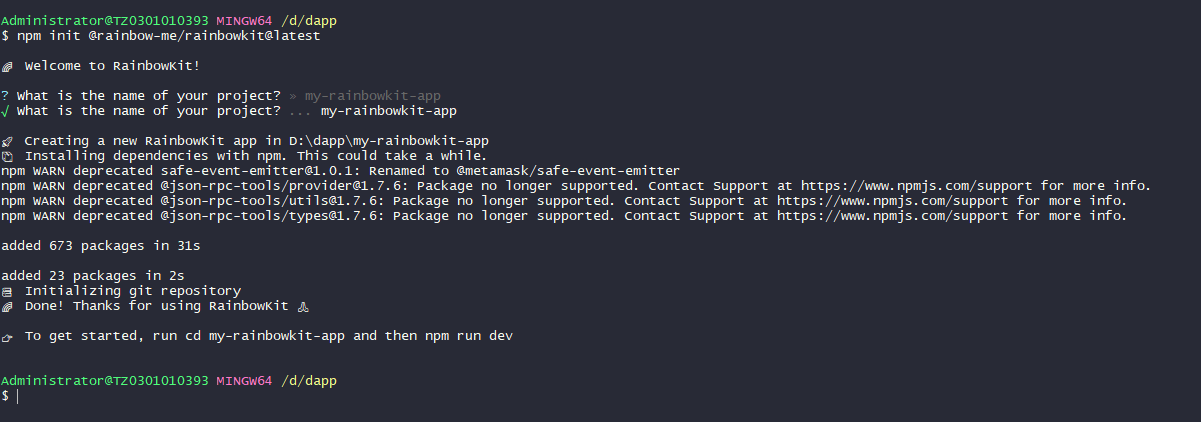 Administrator@TZ0301010393 MINGW64 /d/dapp
$ npm init @rainbow-me/rainbowkit@latest
🌈 Welcome to RainbowKit!
? What is the name of your project? » my-rainbowkit-app
√ What is the name of your project? ... my-rainbowkit-app
🚀 Creating a new RainbowKit app in D:\dapp\my-rainbowkit-app
Installing dependencies with npm. This could take a while.
npm WARN deprecated safe-event-emitter@1.0.1: Renamed to @metamask/safe-event-emitter
npm WARN deprecated @json-rpc-tools/provider@1.7.6: Package no longer supported. Contact Support at https://www.npmjs.com/support for more info.
npm WARN deprecated @json-rpc-tools/utils@1.7.6: Package no longer supported. Contact Support at https://www.npmjs.com/support for more info.
npm WARN deprecated @json-rpc-tools/types@1.7.6: Package no longer supported. Contact Support at https://www.npmjs.com/support for more info.
added 673 packages in 31s
added 23 packages in 2s
Initializing git repository
🌈 Done! Thanks for using RainbowKit 🙏
👉 To get started, run cd my-rainbowkit-app and then npm run dev
Administrator@TZ0301010393 MINGW64 /d/dapp
$